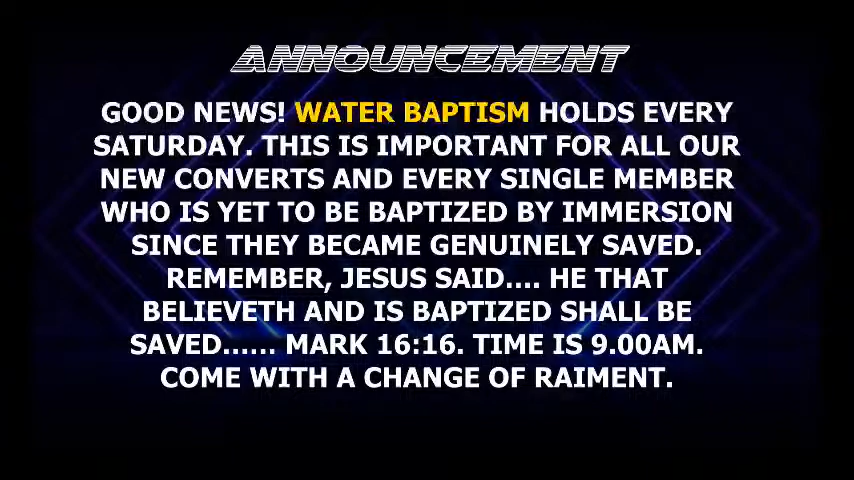 ANNOUNCEMENT
GOOD NEWS! WATER BAPTISM HOLDS EVERY
SATURDAY. THIS IS IMPORTANT FOR ALL OUR
NEW CONVERTS AND EVERY SINGLE MEMBER
WHO IS YET TO BE BAPTIZED BY IMMERSION
SINCE THEY BECAME GENUINELY SAVED.
REMEMBER, JESUS SAID.... HE THAT
BELIEVETH AND IS BAPTIZED SHALL BE
SAVED...... MARK 16:16. TIME IS 9.00AM.
COME WITH A CHANGE OF RAIMENT.